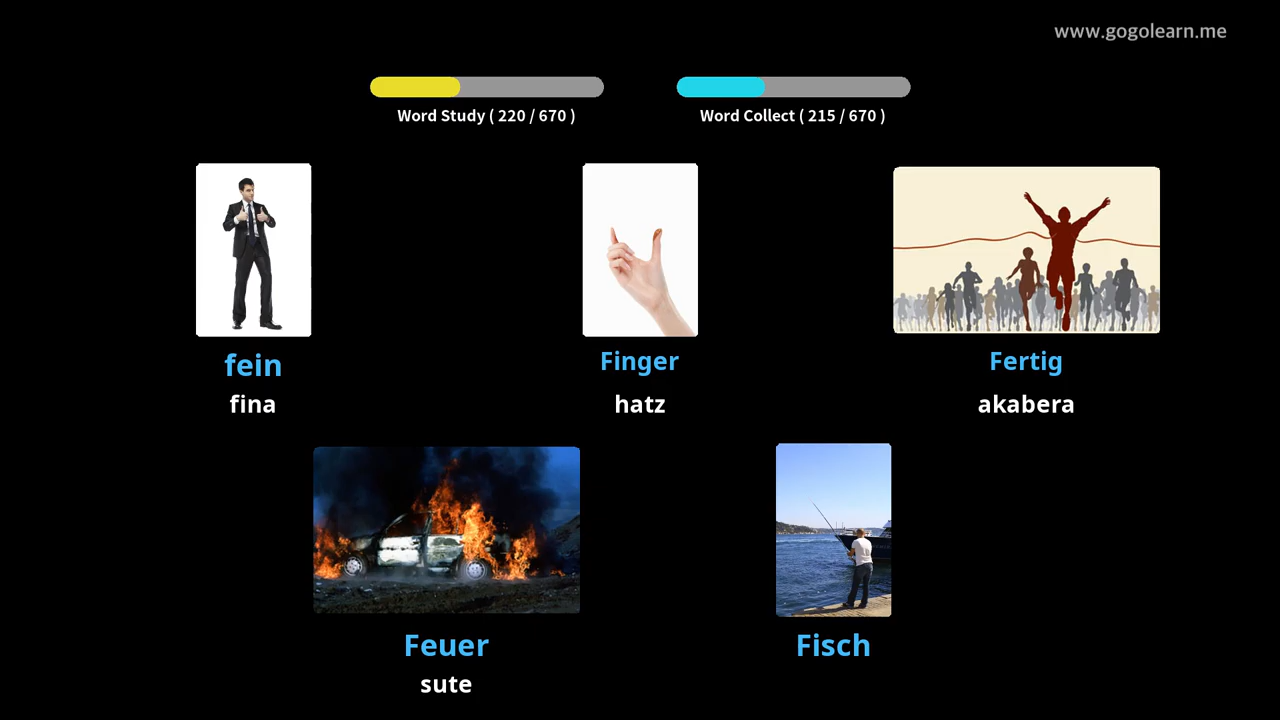 www.gogolearn.me
Word Study ( 220 / 670 )
Word Collect ( 215 / 670 )
fein
fina
Finger
hatz
Fertig
akabera
Feuer
sute
Fisch